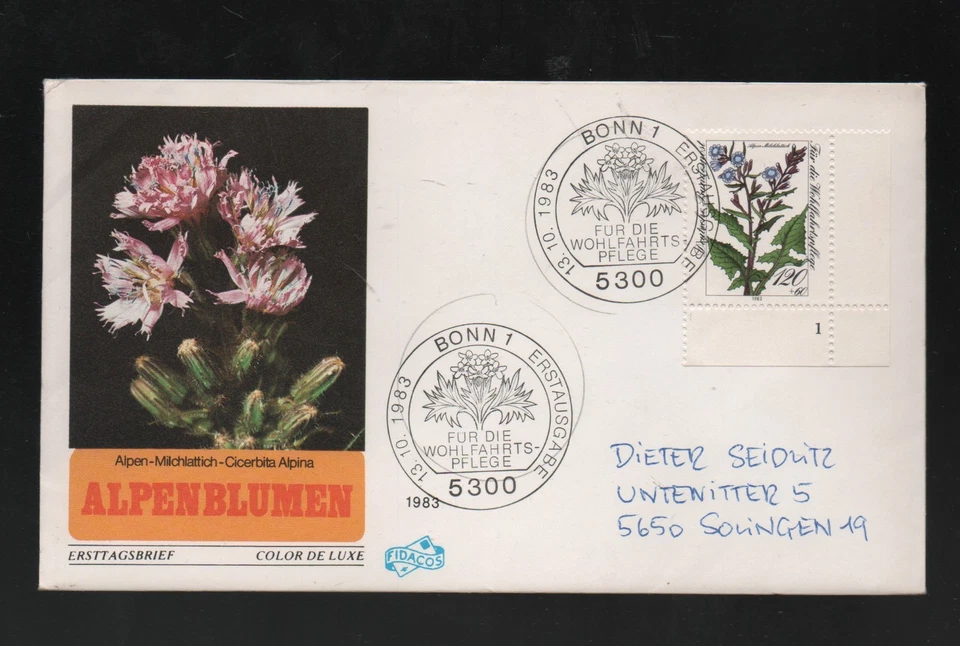 Alpen-Milchlattich-Cicerbita Alpina
ALPENBLUMEN
ERSTTAGSBRIEF COLOR DE LUXE
BONN 1
ERSTAUSGABE
13.10.1983
FÜR DIE
WOHLFAHRTS-
PFLEGE
5300
Alpen-Milchlattich
Für die Wohlfahrtspflege
120
+60
1983
1
BONN 1
ERSTAUSGABE
13.10.1983
FÜR DIE
WOHLFAHRTS-
PFLEGE
5300
1983
FIDACOS
DIETER SEIDLITZ
UNTENITTER 5
5650 SOLINGEN 19